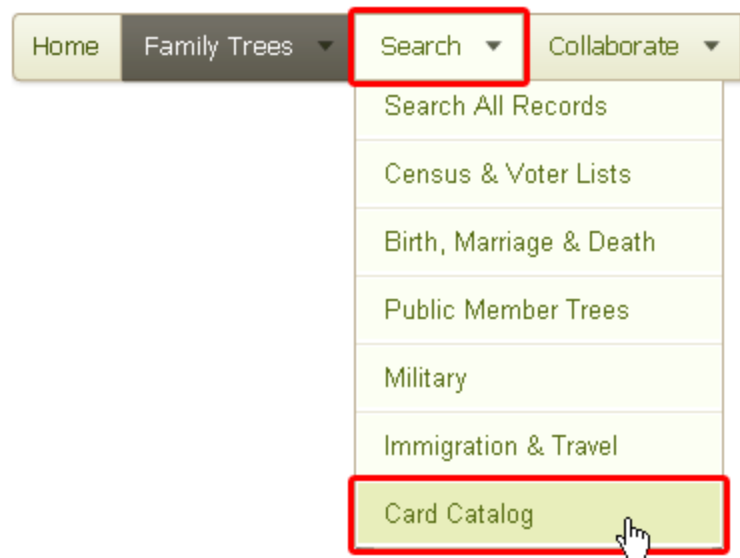 Home Family Trees Search Collaborate
Search All Records
Census & Voter Lists
Birth, Marriage & Death
Public Member Trees
Military
Immigration & Travel
Card Catalog